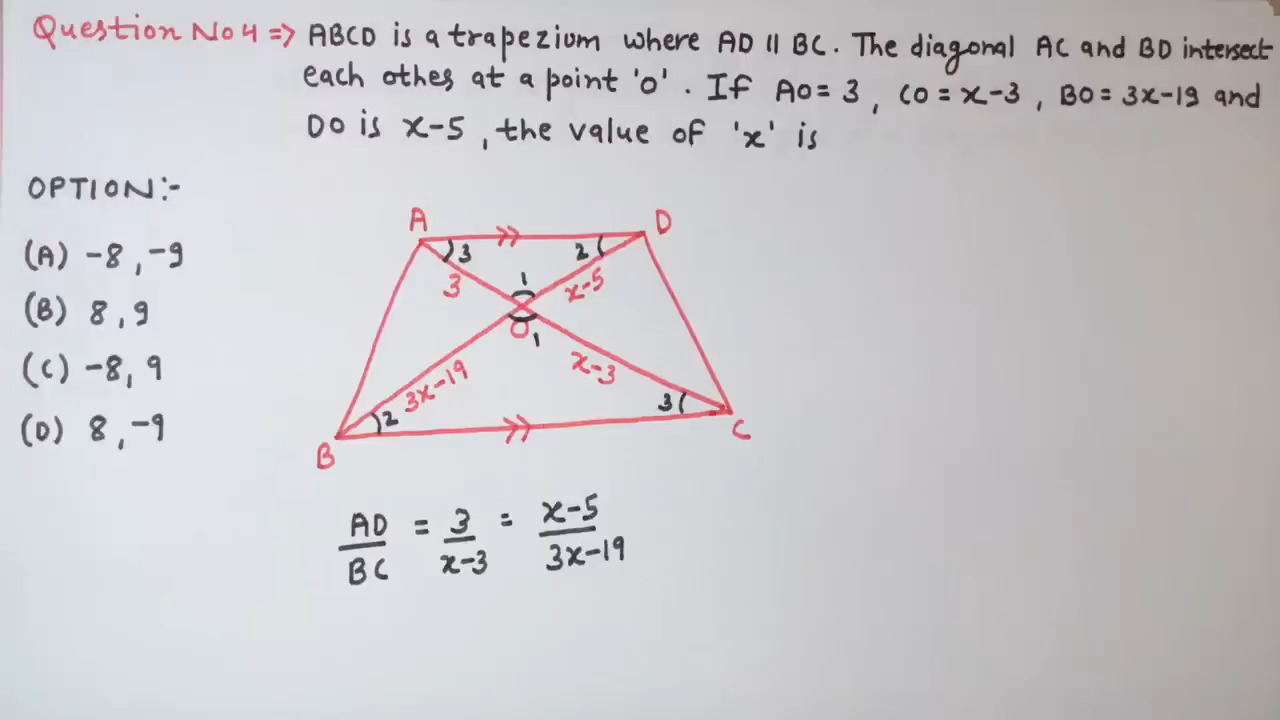 Question No 4 => ABCD is a trapezium where AD || BC. The diagonal AC and BD intersect
each othes at a point 'O'. If AO = 3, CO = x-3, BO = 3x-19 and
DO is x-5, the value of 'x' is
OPTION:-
(A) -8, -9
(B) 8, 9
(C) -8, 9
(D) 8, -9
A D
3 2
3 1 x-5
O 1
3x-19 x-3
2 3
B C
AD/BC = 3/x-3 = x-5/3x-19